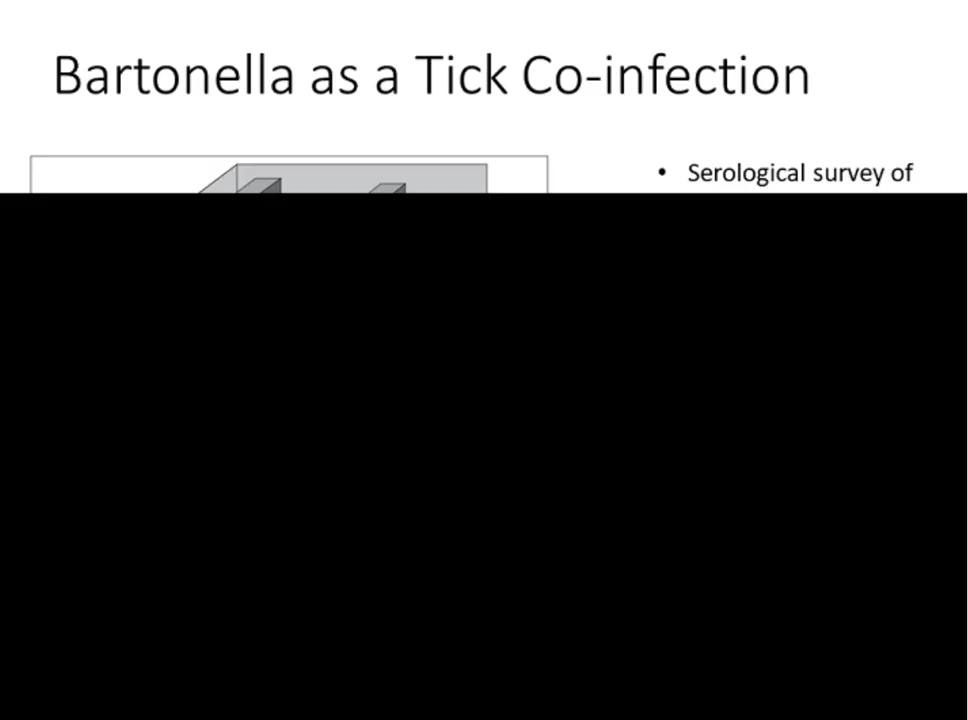 Bartonella as a Tick Co-infection
• Serological survey of